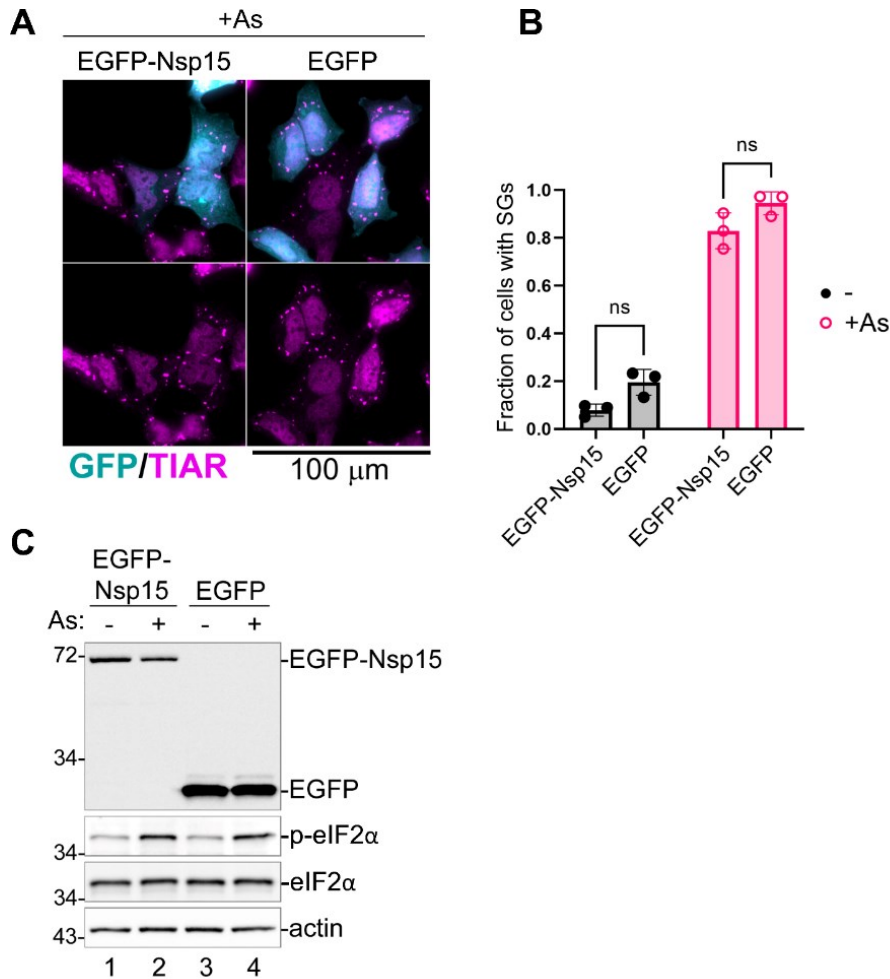 A
+As
EGFP-Nsp15 EGFP
GFP/TIAR
100 μm
B
ns
ns
Fraction of cells with SGs
1.0
0.8
0.6
0.4
0.2
0.0
EGFP-Nsp15
EGFP
EGFP-Nsp15
EGFP
-
+As
C
EGFP-
Nsp15 EGFP
As: - + - +
72- -EGFP-Nsp15
34-
-EGFP
-p-eIF2α
34-
-eIF2α
34-
-actin
43-
1 2 3 4